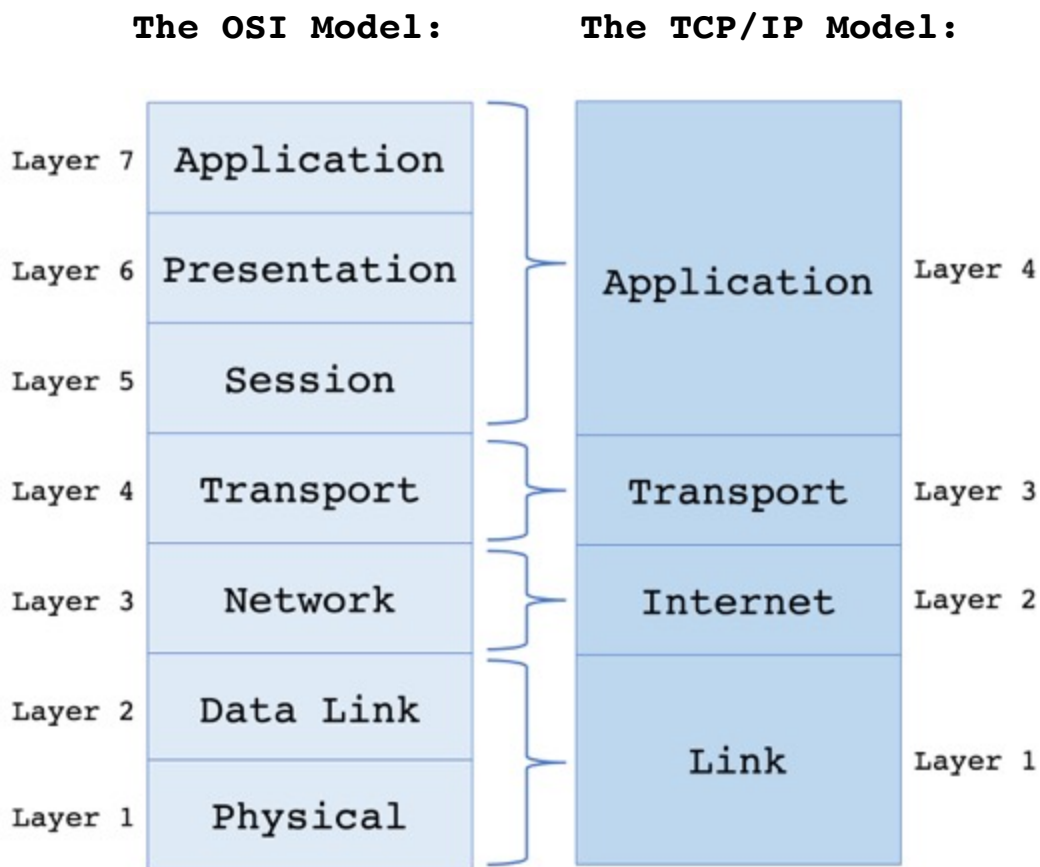 The OSI Model:
The TCP/IP Model:
Layer 7
Application
Layer 6
Presentation
Layer 5
Session
Layer 4
Transport
Layer 3
Network
Layer 2
Data Link
Layer 1
Physical
Application
Layer 4
Transport
Layer 3
Internet
Layer 2
Link
Layer 1